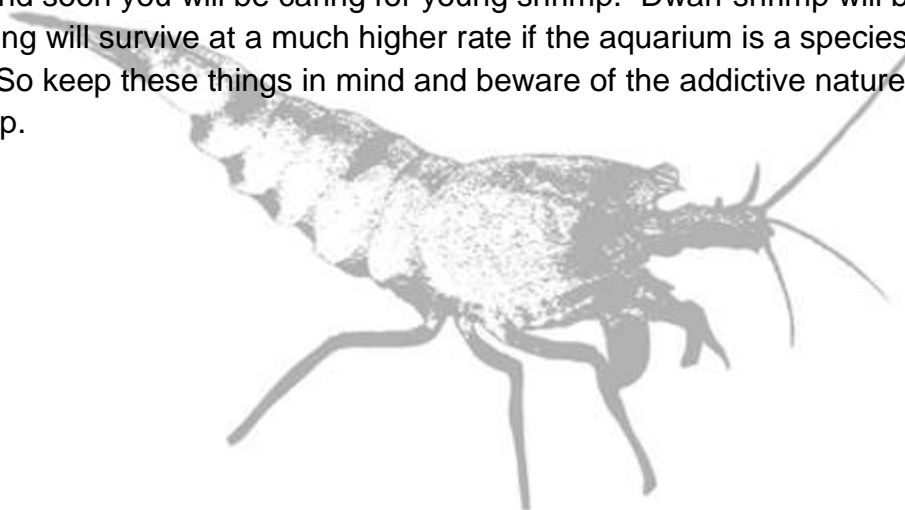 nd soon you will be caring for young shrimp. Dwarf shrimp will b
ng will survive at a much higher rate if the aquarium is a species
So keep these things in mind and beware of the addictive nature
p.